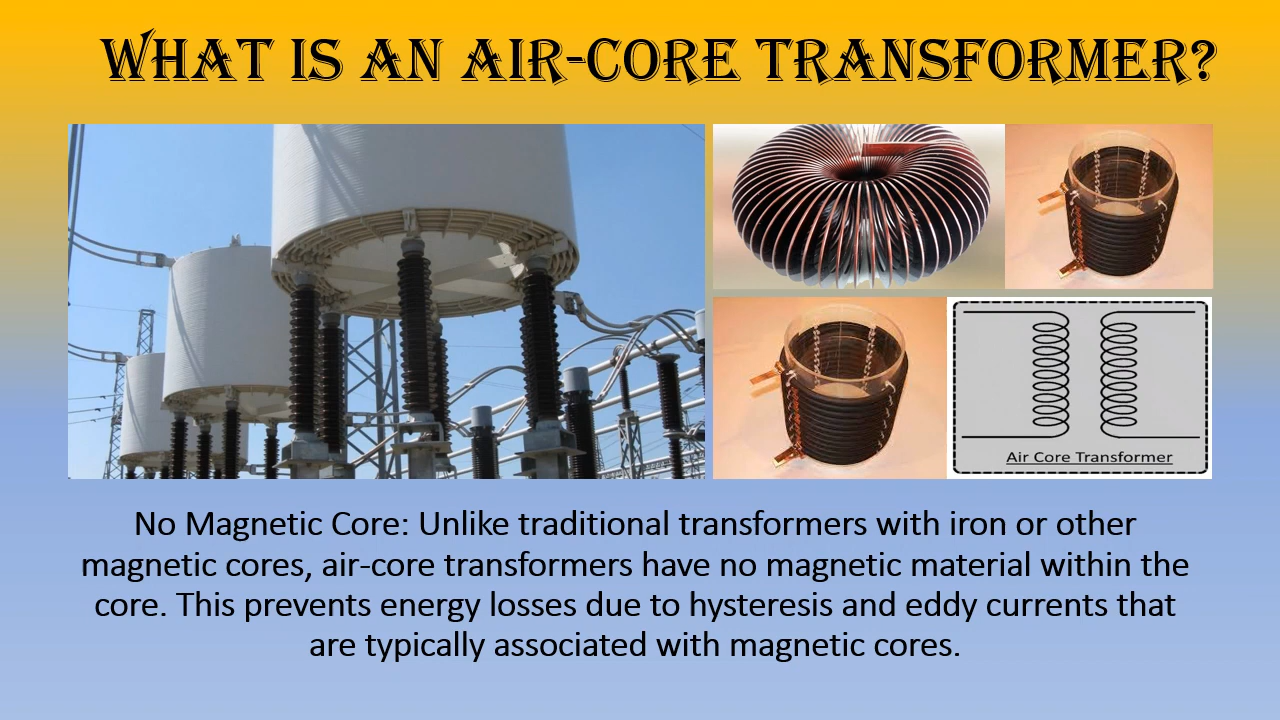 WHAT IS AN AIR-CORE TRANSFORMER?
Air Core Transformer
No Magnetic Core: Unlike traditional transformers with iron or other
magnetic cores, air-core transformers have no magnetic material within the
core. This prevents energy losses due to hysteresis and eddy currents that
are typically associated with magnetic cores.